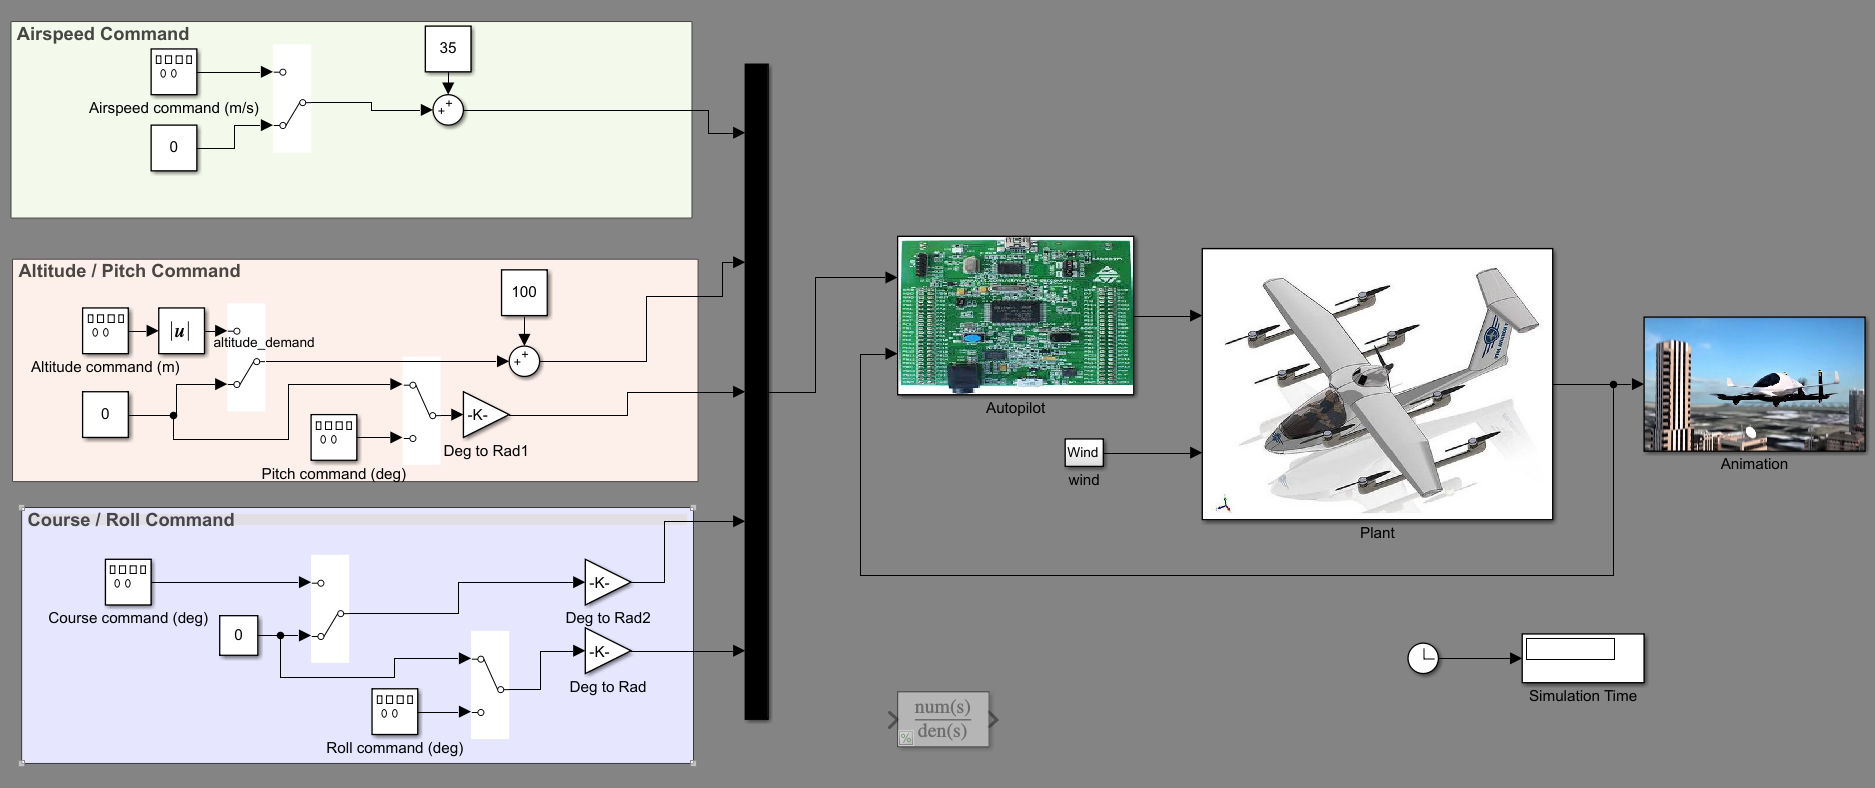 Airspeed Command
35
Airspeed command (m/s)
0
Altitude / Pitch Command
100
|u|
altitude_demand
Altitude command (m)
0
-K-
Deg to Rad1
Pitch command (deg)
Course / Roll Command
-K-
Course command (deg)
Deg to Rad2
0
-K-
Deg to Rad
Roll command (deg)
Autopilot
Wind
wind
Plant
Animation
Simulation Time
num(s)
den(s)
%